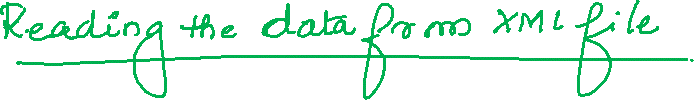 Reading the data from XML file